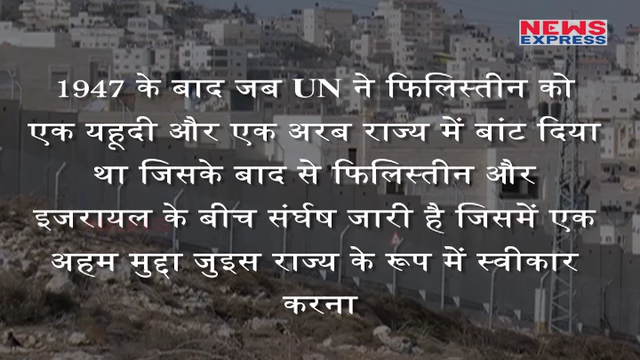 NEWS
EXPRESS
1947 के बाद जब UN ने फिलिस्तीन को
एक यहूदी और एक अरब राज्य में बांट दिया
था जिसके बाद से फिलिस्तीन और
इजरायल के बीच संर्घष जारी है जिसमें एक
अहम मुद्दा जुइस राज्य के रूप में स्वीकार
करना